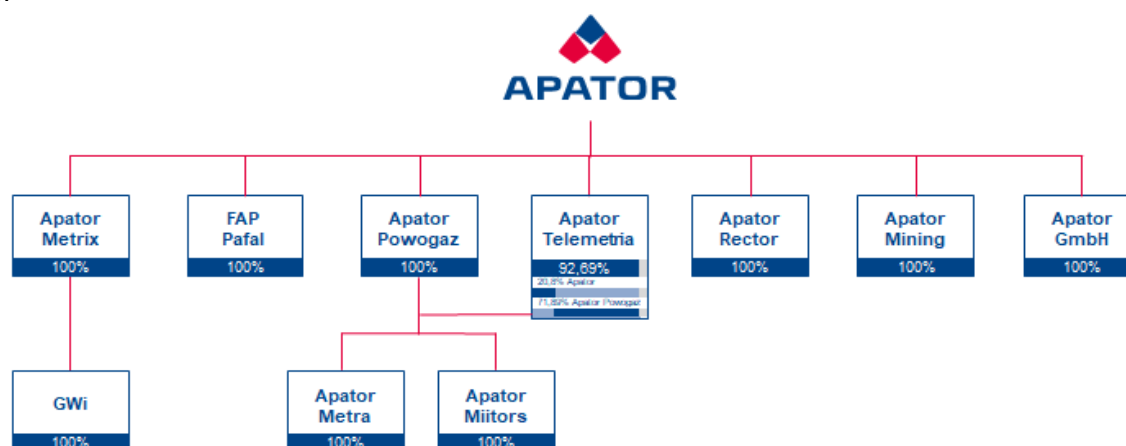 APATOR
Apator
Metrix
100%
FAP
Pafal
100%
Apator
Powogaz
100%
Apator
Telemetria
92,69%
20,8% Apator
71,89% Apator Powogaz
Apator
Rector
100%
Apator
Mining
100%
Apator
GmbH
100%
GWi
100%
Apator
Metra
100%
Apator
Miitors
100%